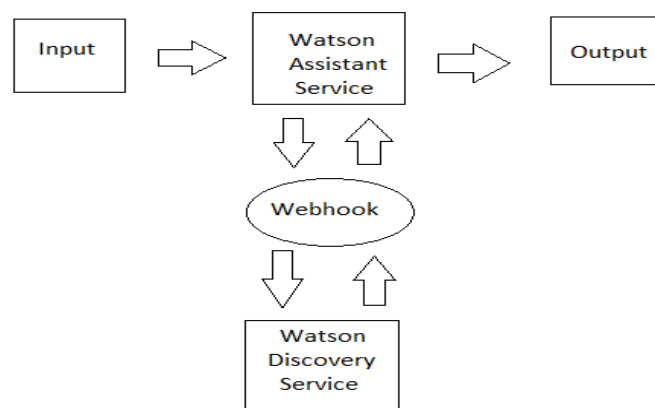 Input
Watson
Assistant
Service
Output
Webhook
Watson
Discovery
Service